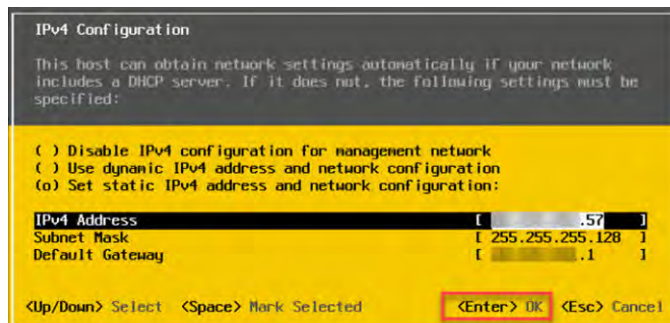 IPv4 Configuration
This host can obtain network settings automatically if your network
includes a DHCP server. If it does not, the following settings must be
specified:
( ) Disable IPv4 configuration for management network
( ) Use dynamic IPv4 address and network configuration
(o) Set static IPv4 address and network configuration:
IPv4 Address [ .57 ]
Subnet Mask [ 255.255.255.128 ]
Default Gateway [ .1 ]
<Up/Down> Select <Space> Mark Selected <Enter> OK <Esc> Cancel